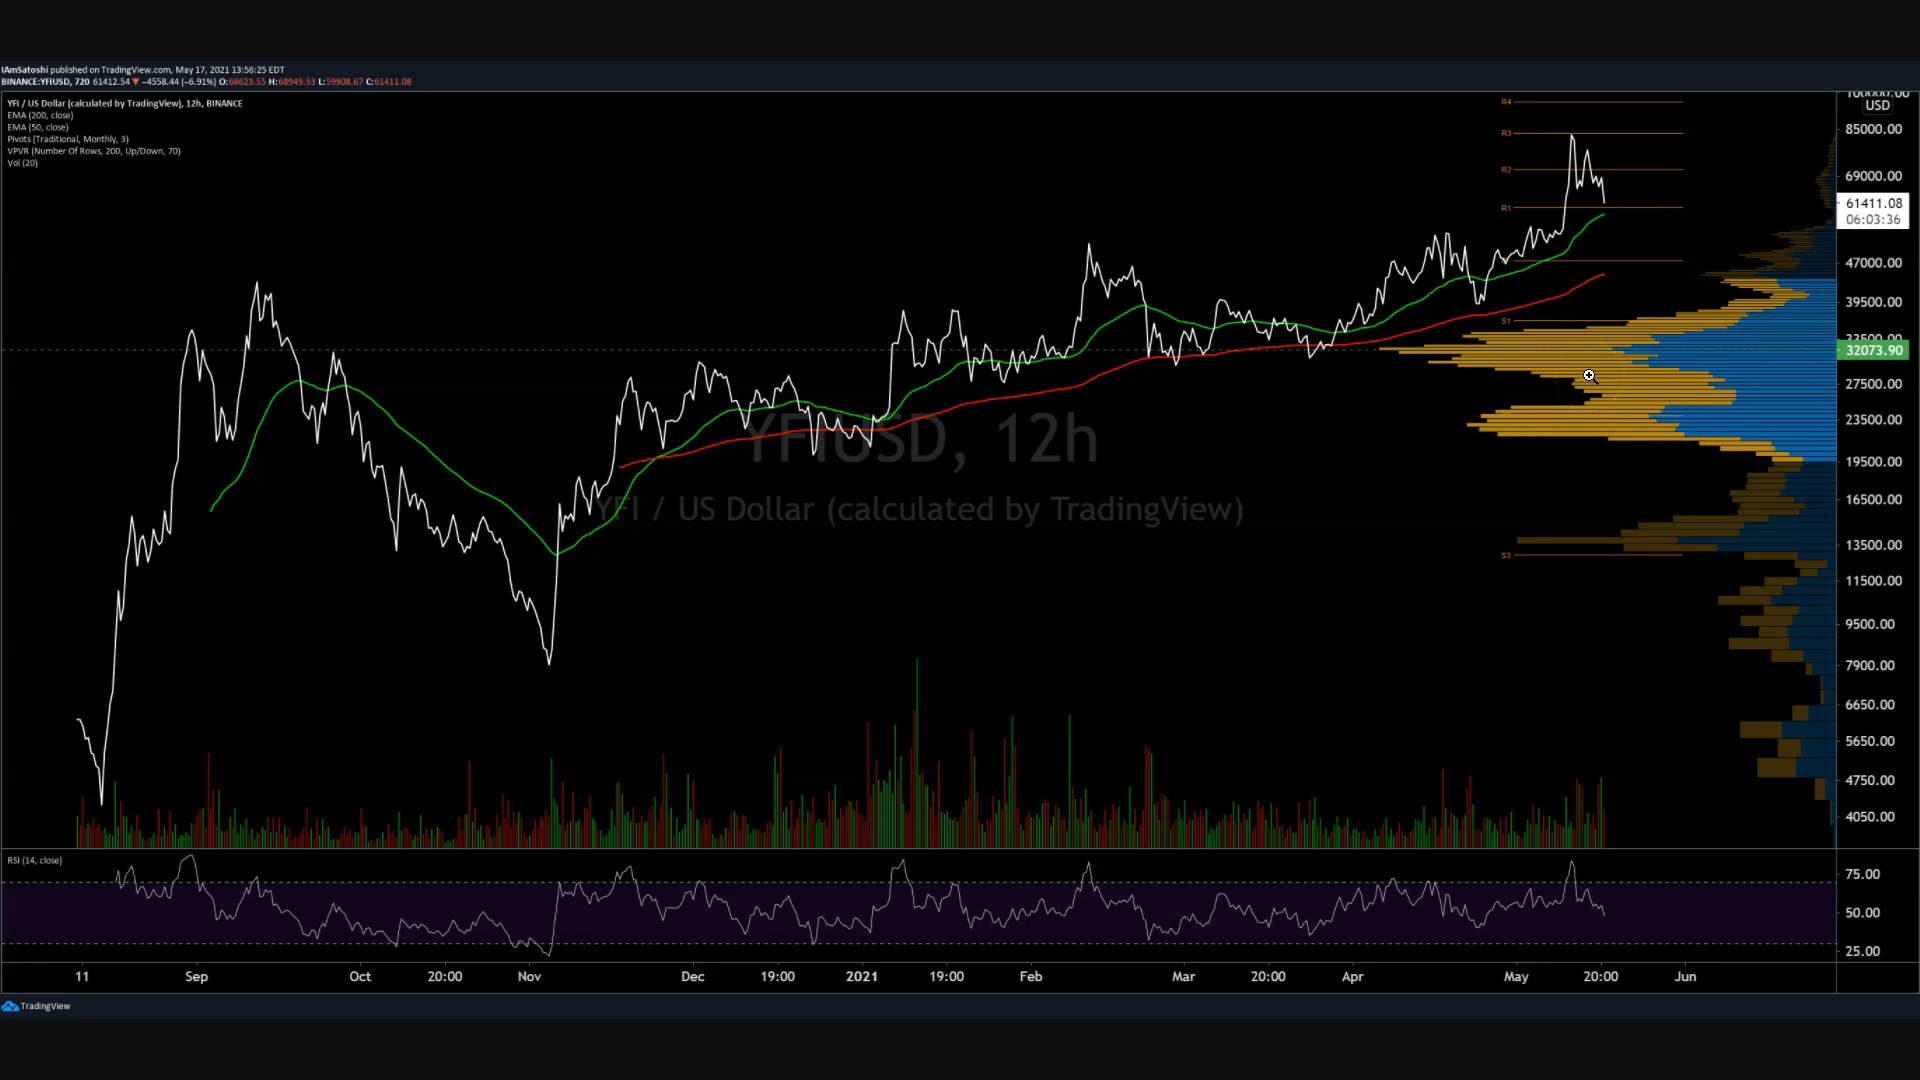 IAmSatoshi published on TradingView.com, May 17, 2021 13:56:25 EDT
BINANCE:YFIUSD, 720 61412.54 ▼ −4558.44 (−6.91%) O:68623.55 H:68949.53 L:59908.67 C:61411.08
YFI / US Dollar (calculated by TradingView), 12h, BINANCE
EMA (200, close)
EMA (50, close)
Pivots (Traditional, Monthly, 3)
VPVR (Number Of Rows, 200, Up/Down, 70)
Vol (20)
R4
R3
R2
R1
S1
S3
YFIUSD, 12h
YFI / US Dollar (calculated by TradingView)
100000.00
USD
85000.00
69000.00
61411.08
06:03:36
47000.00
39500.00
32500.00
32073.90
27500.00
23500.00
19500.00
16500.00
13500.00
11500.00
9500.00
7900.00
6650.00
5650.00
4750.00
4050.00
RSI (14, close)
75.00
50.00
25.00
11 Sep Oct 20:00 Nov Dec 19:00 2021 19:00 Feb Mar 20:00 Apr May 20:00 Jun
TradingView